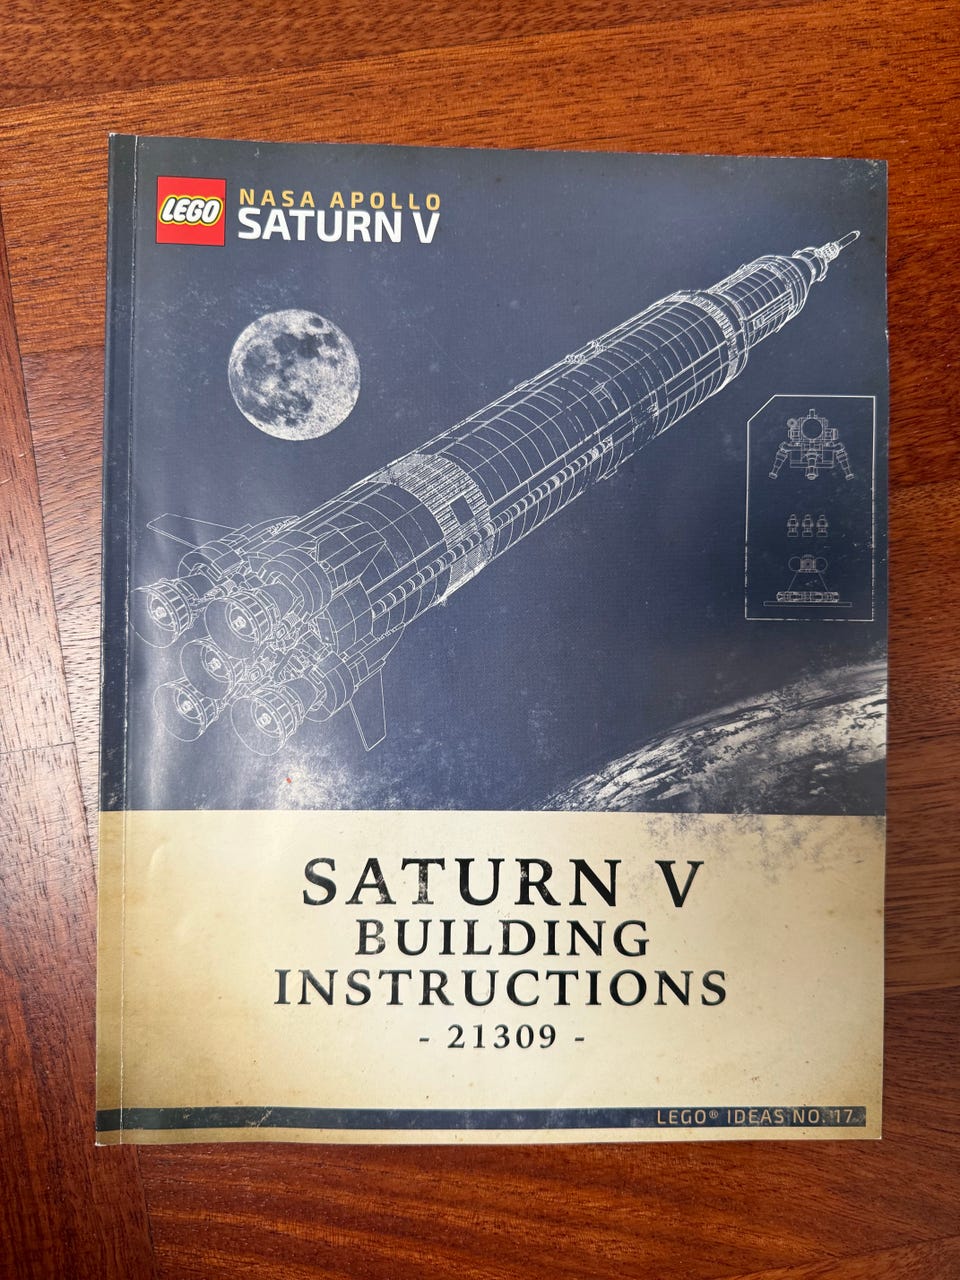 LEGO
NASA APOLLO
SATURN V
SATURN V
BUILDING
INSTRUCTIONS
- 21309 -
LEGO® IDEAS NO. 17